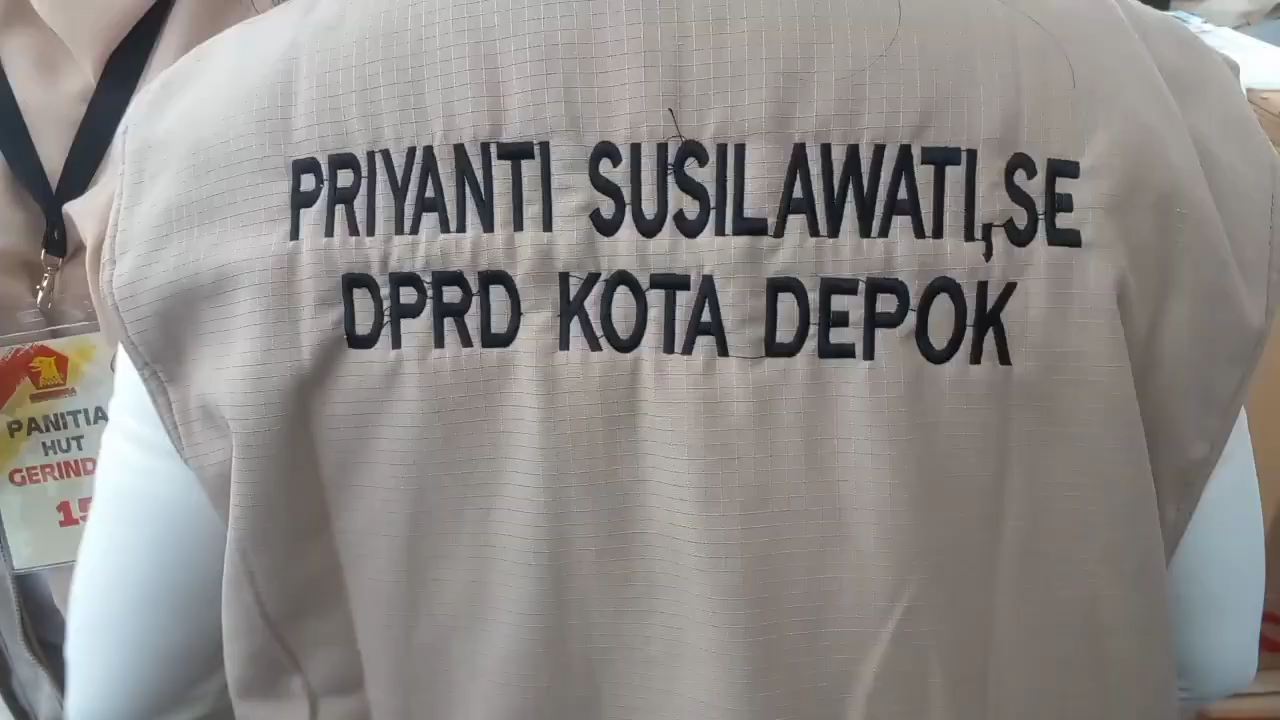 PRIYANTI SUSILAWATI,SE
DPRD KOTA DEPOK
PANITIA
HUT
GERIND
15